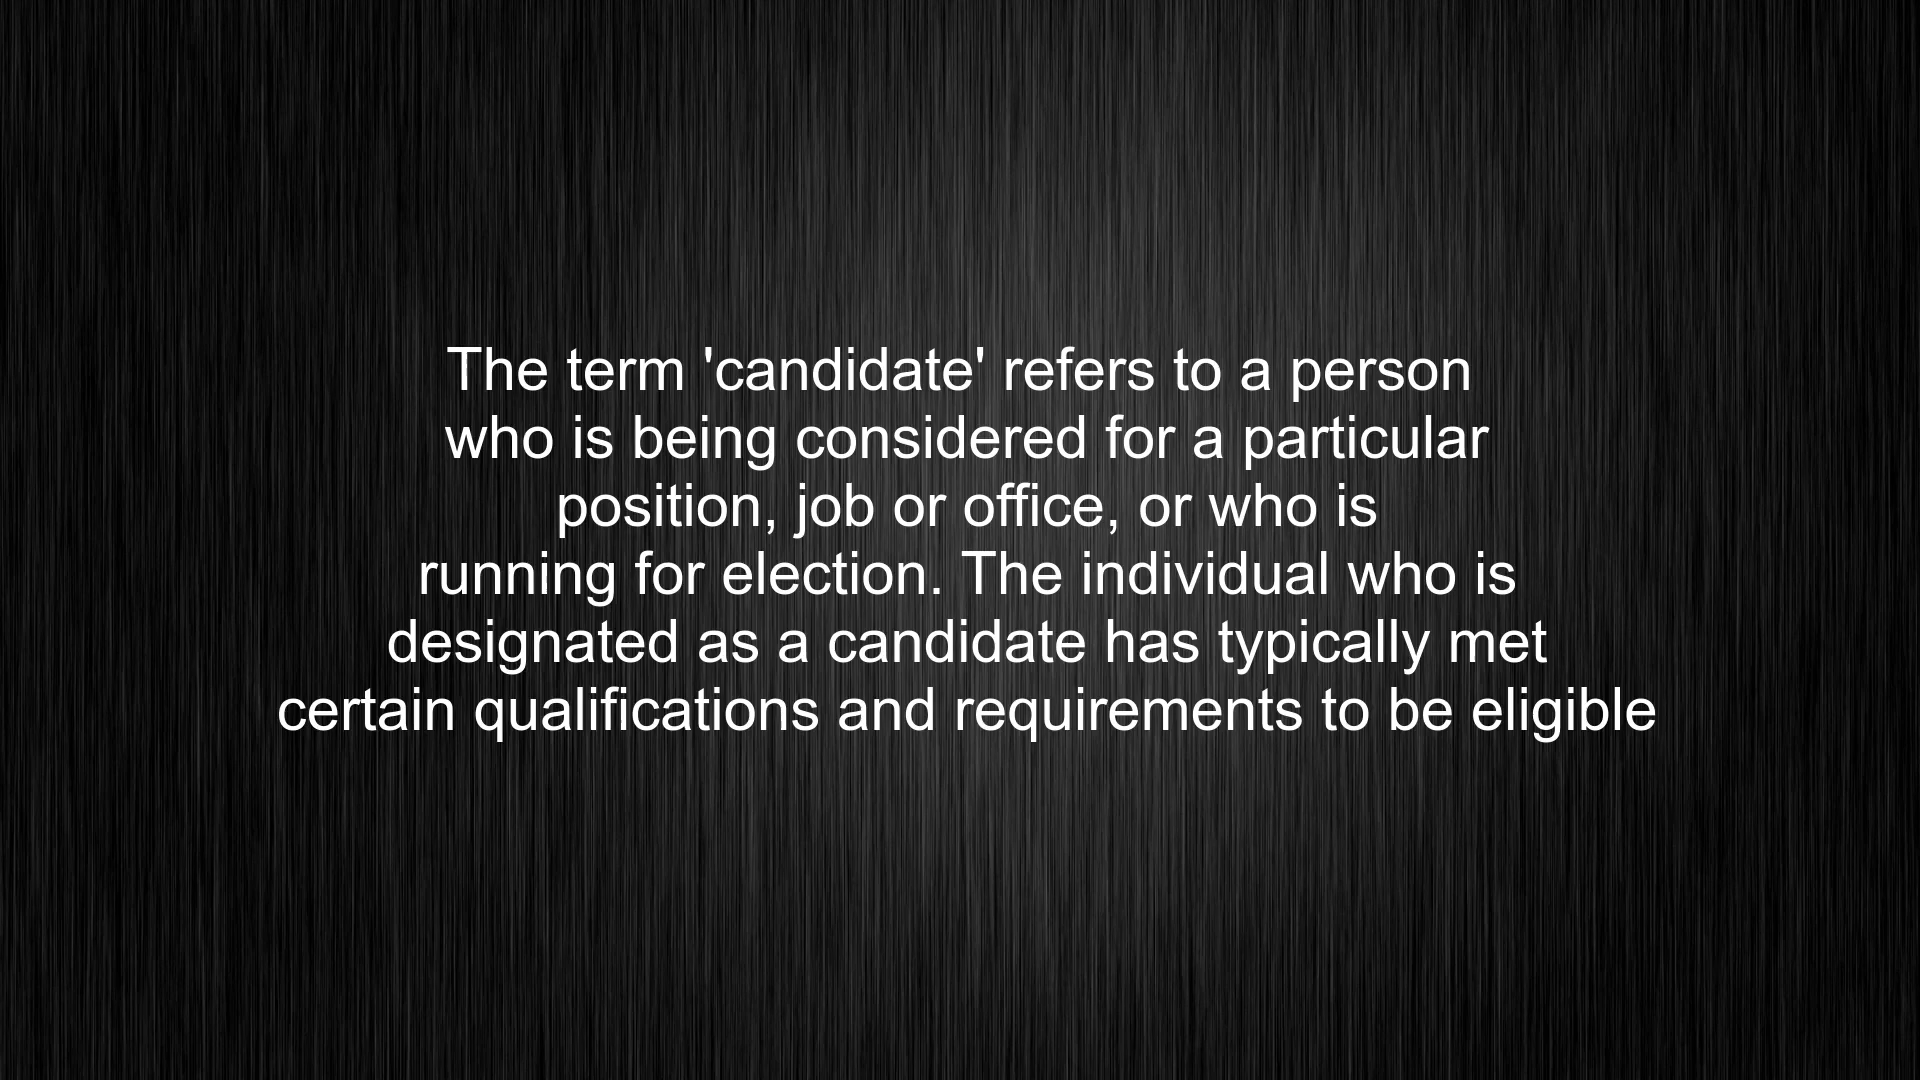 The term 'candidate' refers to a person
who is being considered for a particular
position, job or office, or who is
running for election. The individual who is
designated as a candidate has typically met
certain qualifications and requirements to be eligible